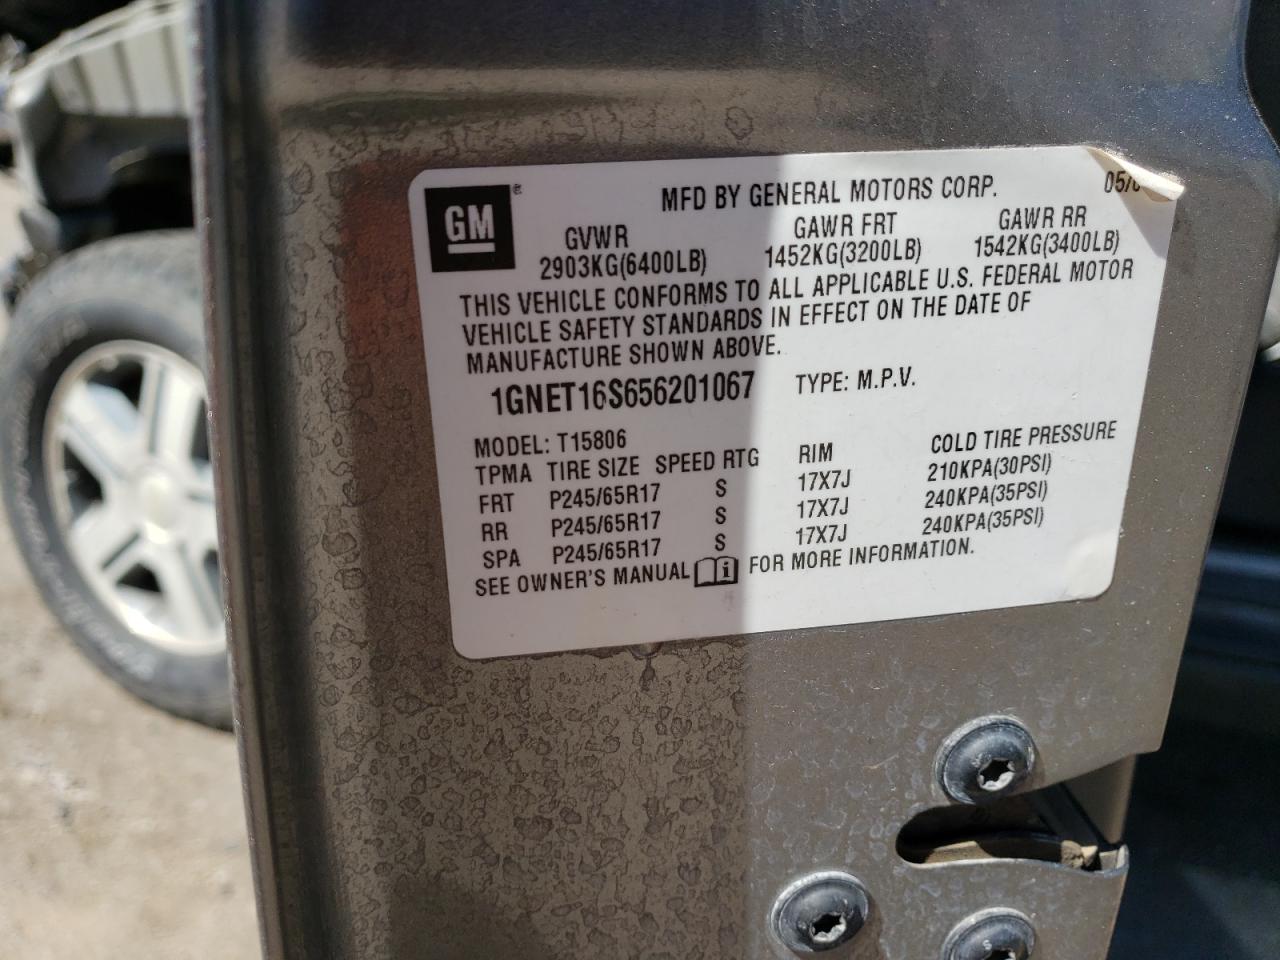 GM®
MFD BY GENERAL MOTORS CORP.
GVWR GAWR FRT GAWR RR
2903KG(6400LB) 1452KG(3200LB) 1542KG(3400LB)
THIS VEHICLE CONFORMS TO ALL APPLICABLE U.S. FEDERAL MOTOR
VEHICLE SAFETY STANDARDS IN EFFECT ON THE DATE OF
MANUFACTURE SHOWN ABOVE.
1GNET16S656201067 TYPE: M.P.V.
MODEL: T15806
TPMA TIRE SIZE SPEED RTG RIM COLD TIRE PRESSURE
FRT P245/65R17 S 17X7J 210KPA(30PSI)
RR P245/65R17 S 17X7J 240KPA(35PSI)
SPA P245/65R17 S 17X7J 240KPA(35PSI)
SEE OWNER'S MANUAL i FOR MORE INFORMATION.